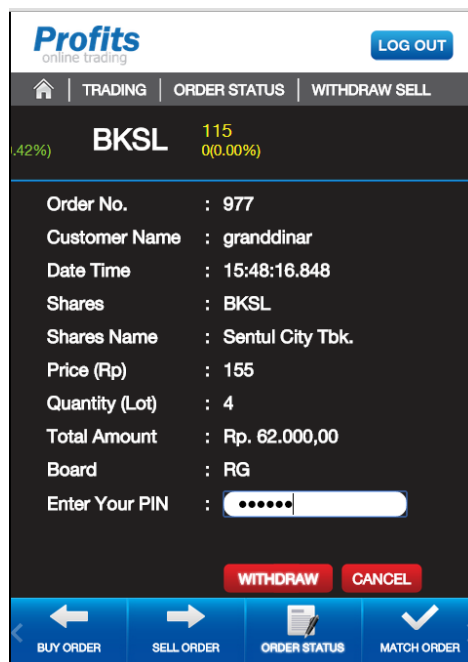 Profits
online trading
LOG OUT
TRADING | ORDER STATUS | WITHDRAW SELL
.42%) BKSL 115
0(0.00%)
Order No. : 977
Customer Name : granddinar
Date Time : 15:48:16.848
Shares : BKSL
Shares Name : Sentul City Tbk.
Price (Rp) : 155
Quantity (Lot) : 4
Total Amount : Rp. 62.000,00
Board : RG
Enter Your PIN : ••••••
WITHDRAW CANCEL
BUY ORDER SELL ORDER ORDER STATUS MATCH ORDER